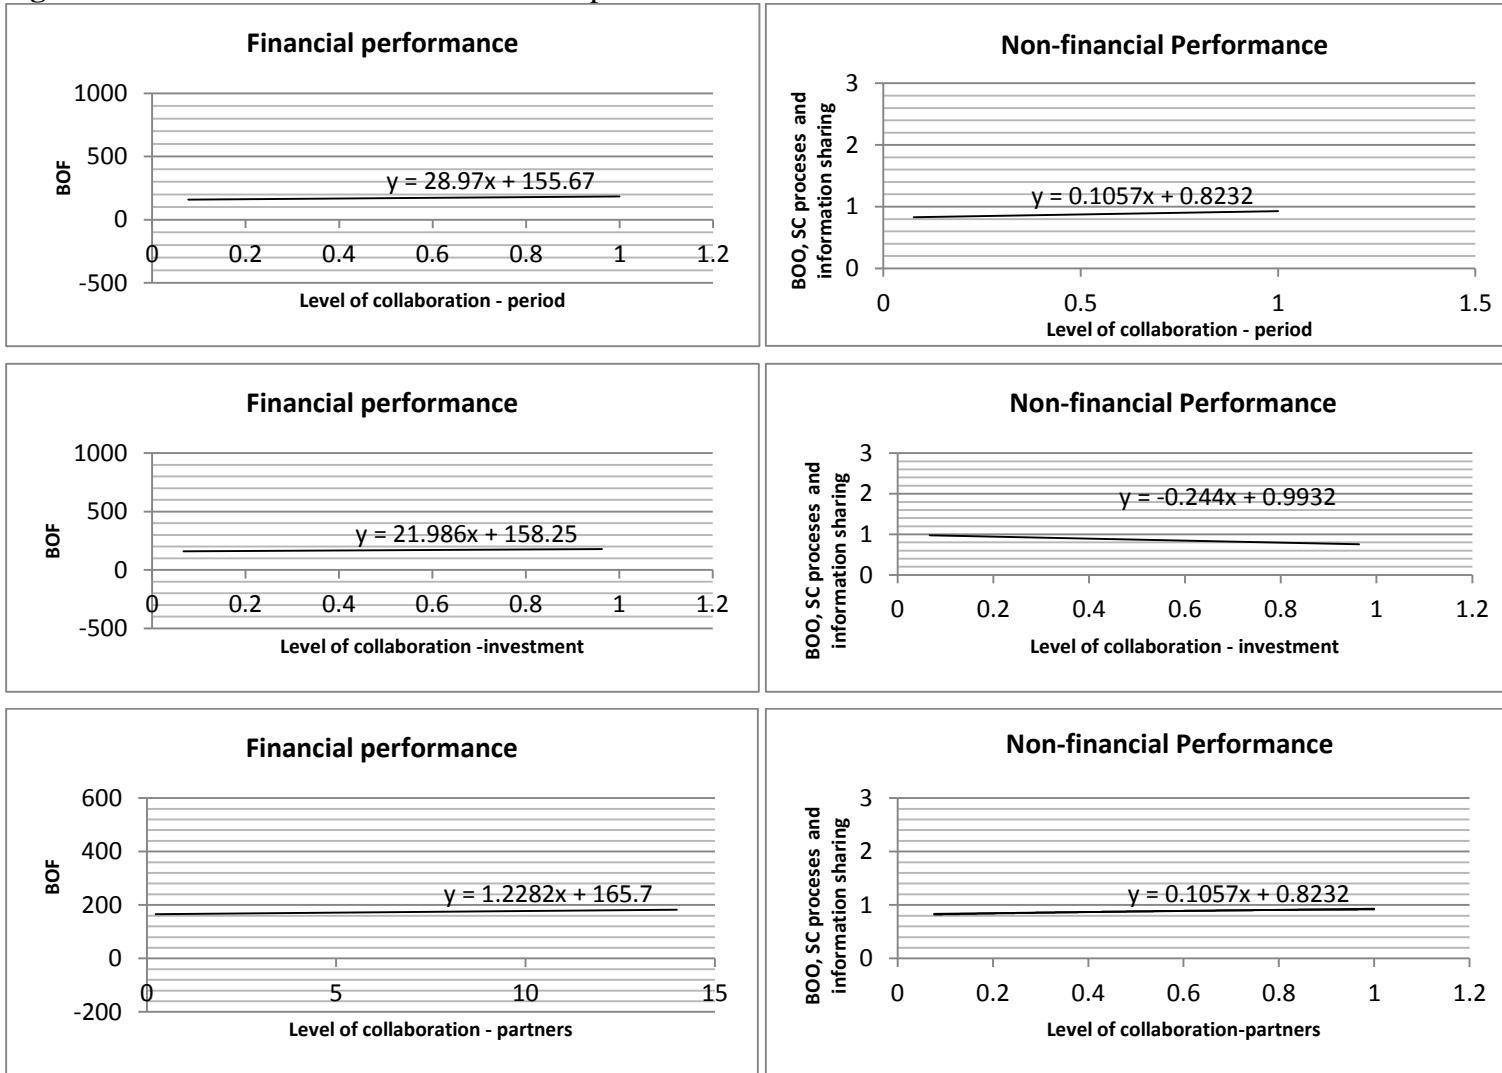 Financial performance
1000
500
0
-500
BOF
y = 28.97x + 155.67
0 0.2 0.4 0.6 0.8 1 1.2
Level of collaboration - period
Non-financial Performance
3
2
1
0
BOO, SC proceses and
information sharing
y = 0.1057x + 0.8232
0 0.5 1 1.5
Level of collaboration - period
Financial performance
1000
500
0
-500
BOF
y = 21.986x + 158.25
0 0.2 0.4 0.6 0.8 1 1.2
Level of collaboration -investment
Non-financial Performance
3
2
1
0
BOO, SC proceses and
information sharing
y = -0.244x + 0.9932
0 0.2 0.4 0.6 0.8 1 1.2
Level of collaboration - investment
Financial performance
600
400
200
0
-200
BOF
y = 1.2282x + 165.7
0 5 10 15
Level of collaboration - partners
Non-financial Performance
3
2
1
0
BOO, SC proceses and
information sharing
y = 0.1057x + 0.8232
0 0.2 0.4 0.6 0.8 1 1.2
Level of collaboration-partners